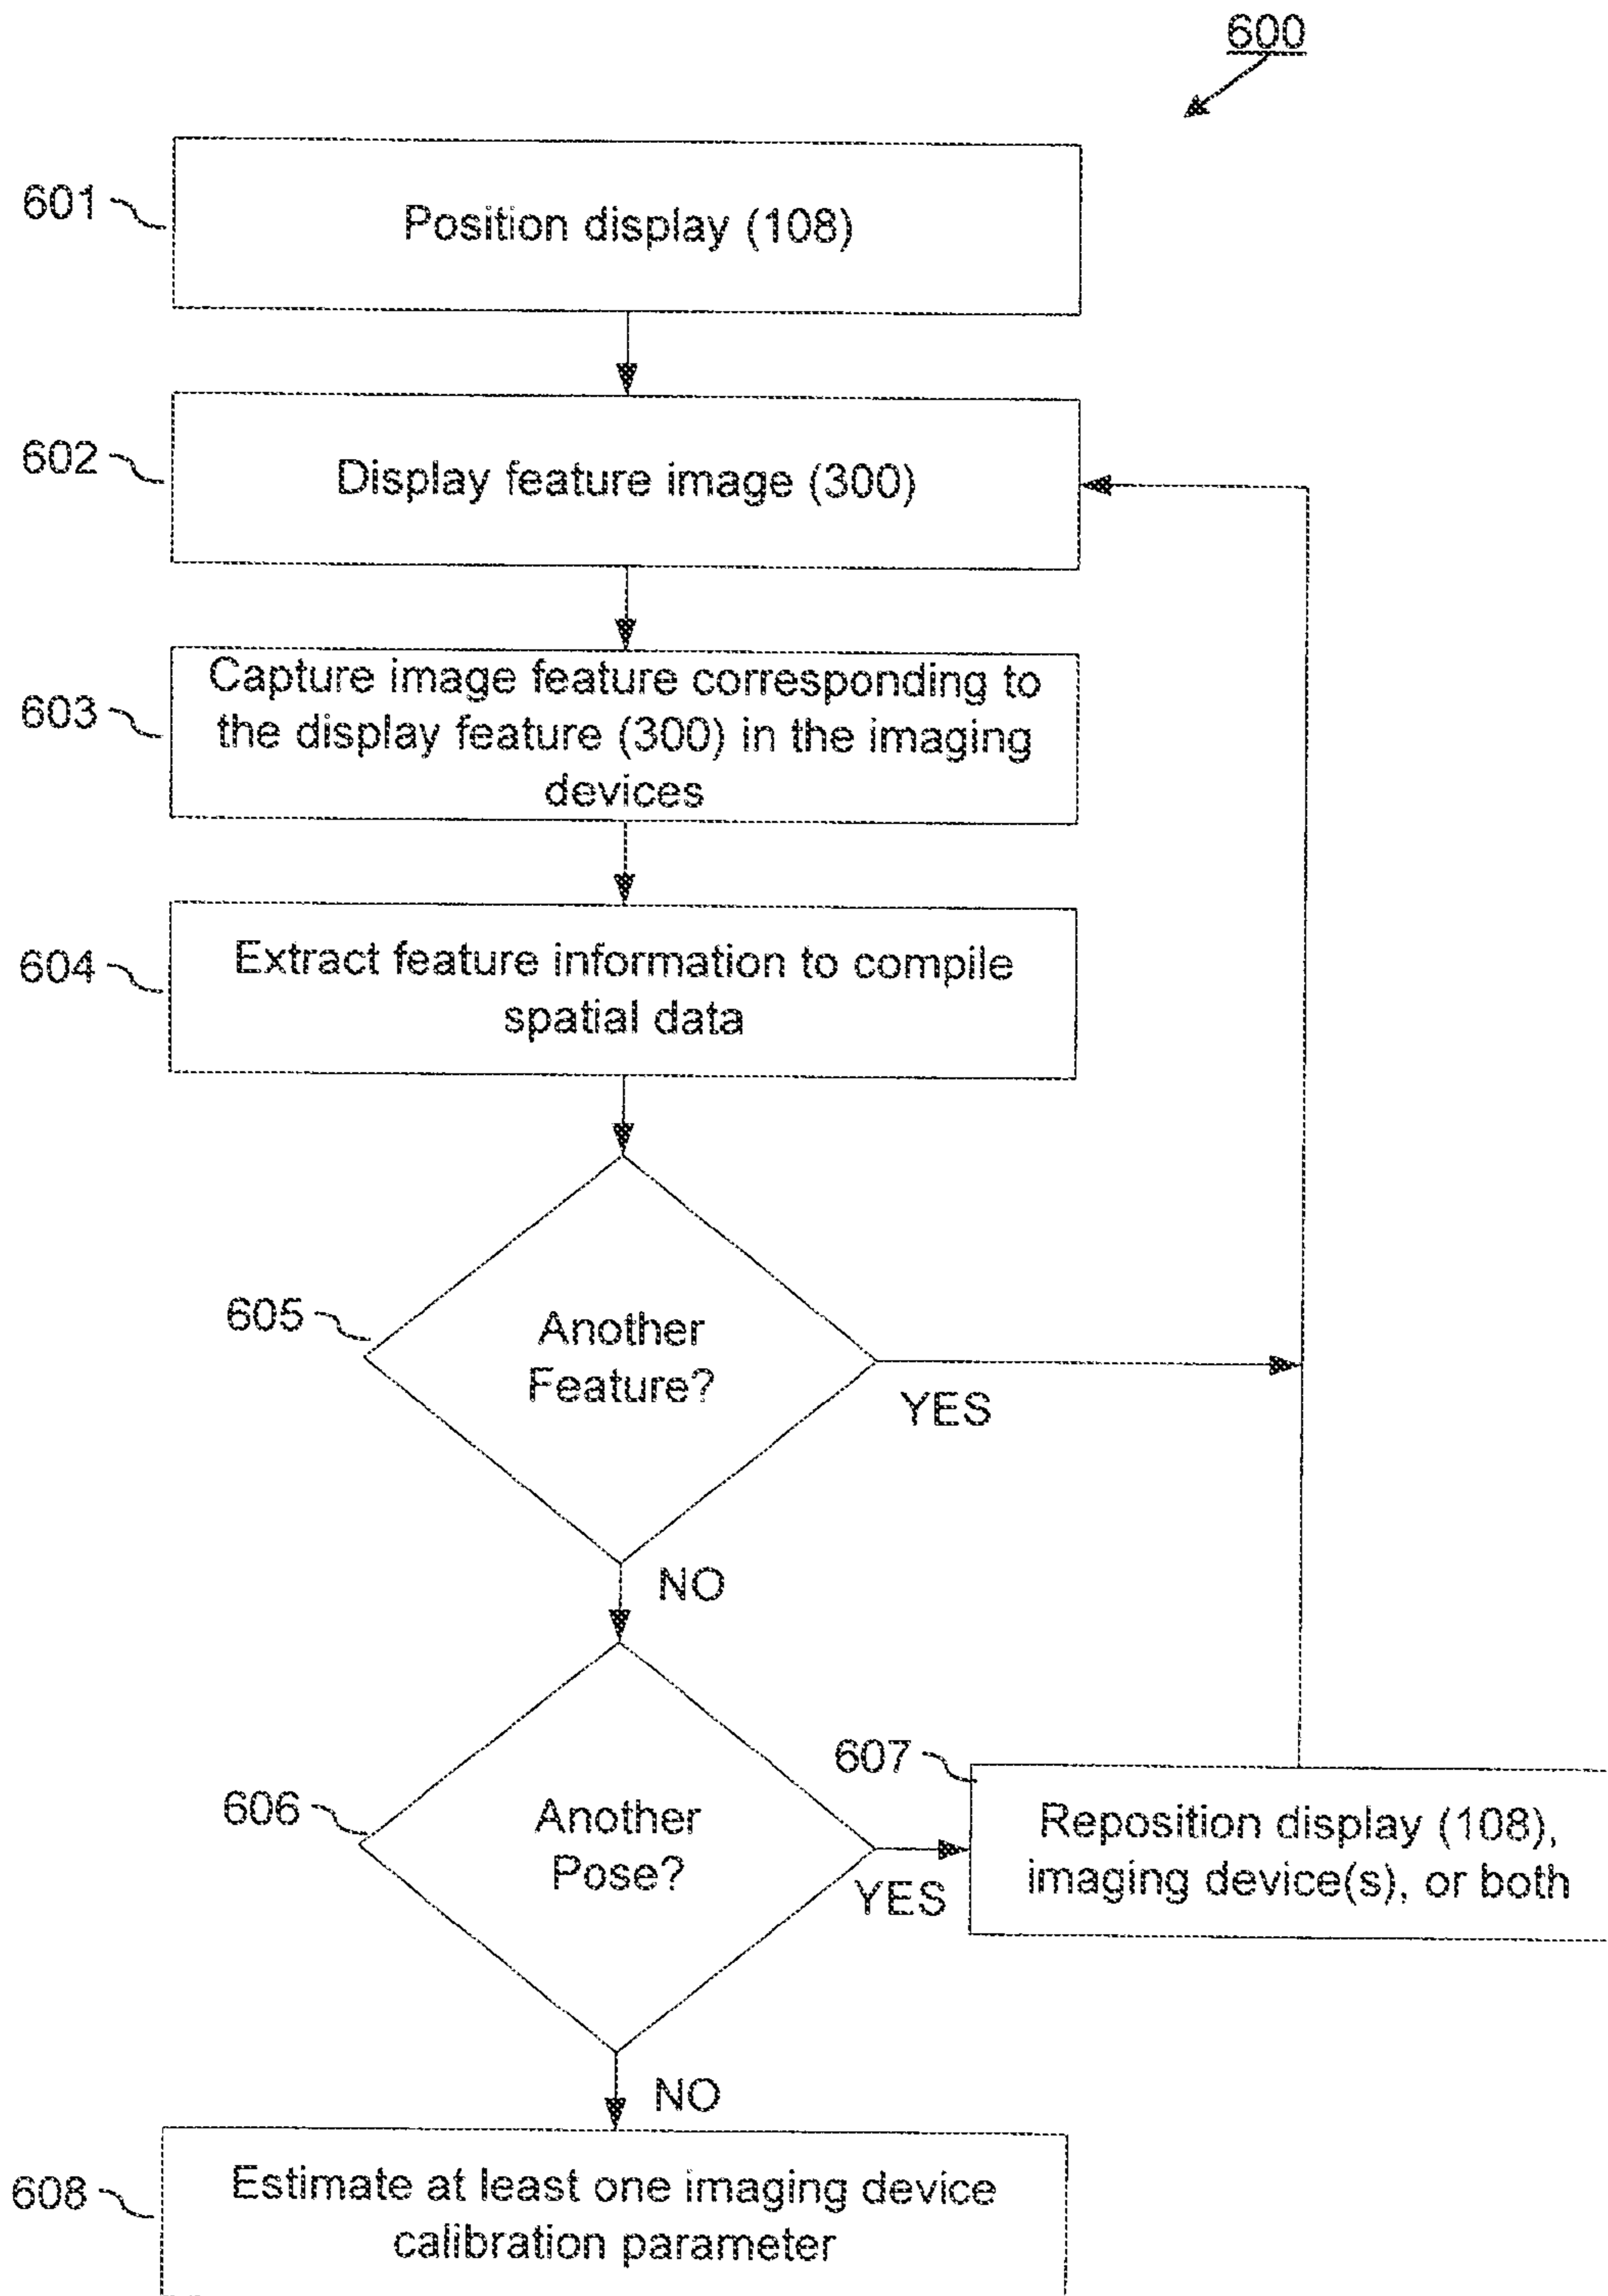 600
601
Position display (108)
602
Display feature image (300)
603
Capture image feature corresponding to
the display feature (300) in the imaging
devices
604
Extract feature information to compile
spatial data
605
Another
Feature?
YES
NO
606
Another
Pose?
YES
607
Reposition display (108),
imaging device(s), or both
NO
608
Estimate at least one imaging device
calibration parameter